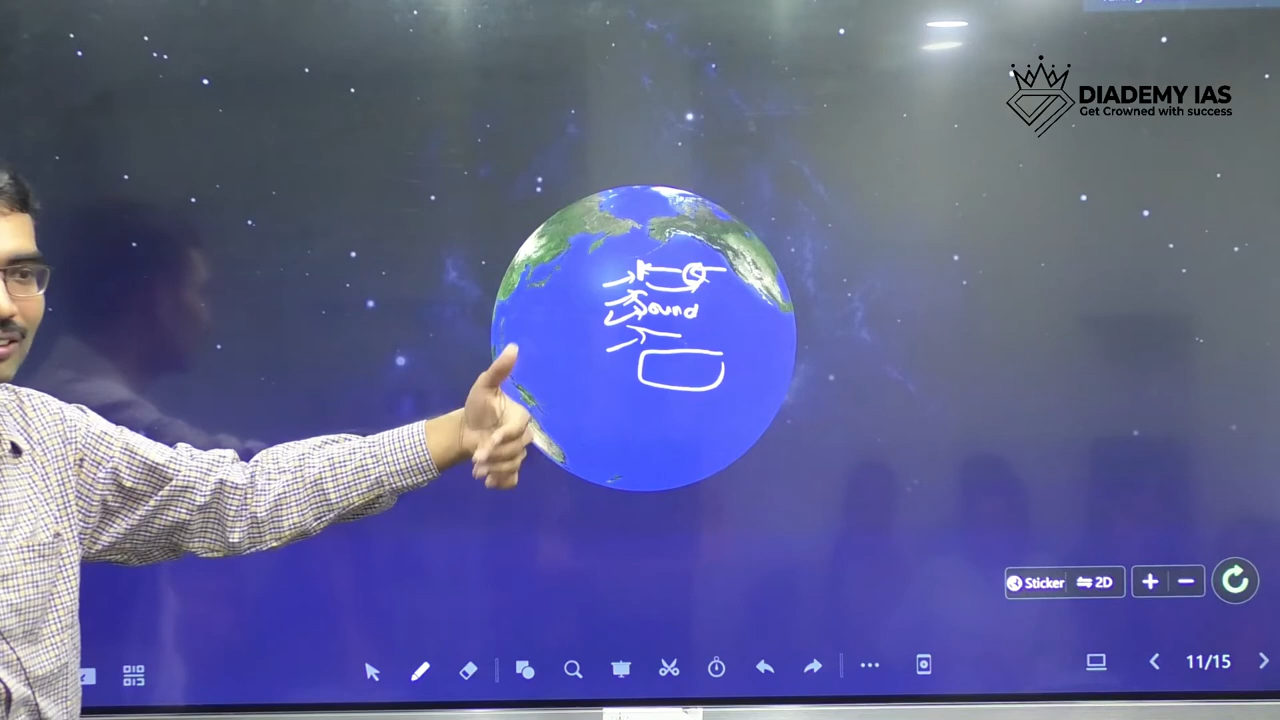 DIADEMY IAS
Get Crowned with success
Sound
Sticker
2D
11/15